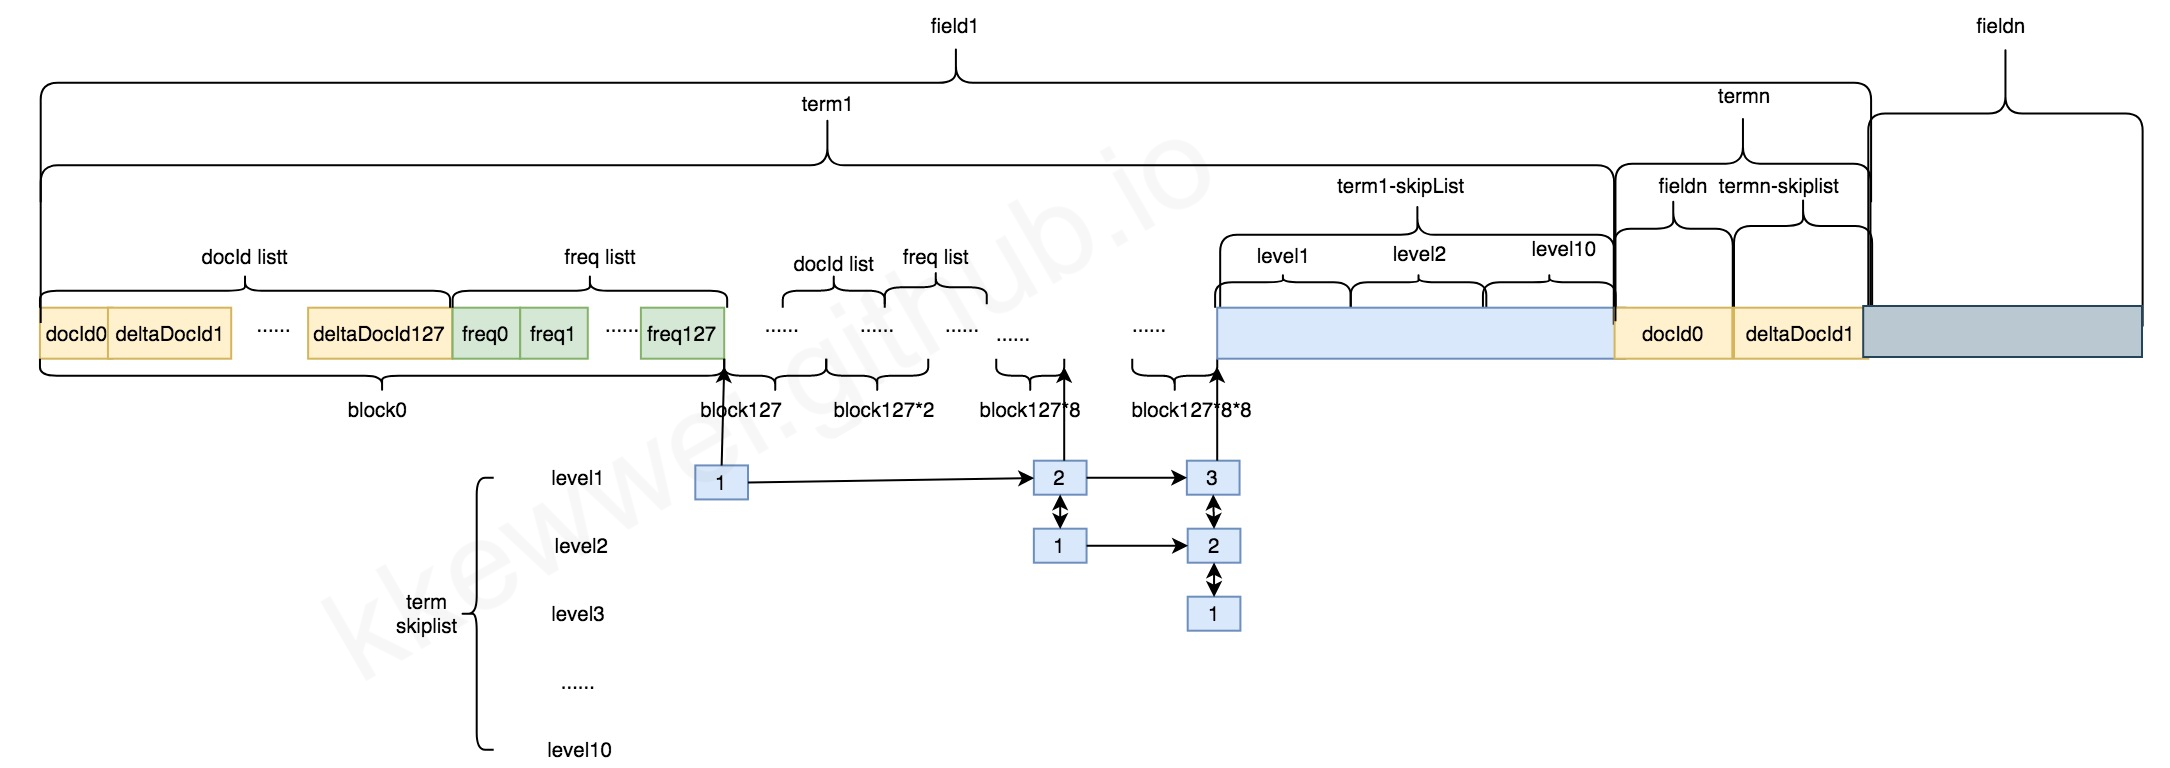 field1
fieldn
term1
termn
term1-skipList
fieldn
termn-skiplist
docId listt
freq listt
docId list
freq list
level1
level2
level10
docId0
deltaDocId1
......
deltaDocId127
freq0
freq1
......
freq127
......
......
......
......
......
docId0
deltaDocId1
block0
block127
block127*2
block127*8
block127*8*8
level1
1
2
3
level2
1
2
term
skiplist
level3
1
......
level10
kkewwei.github.io